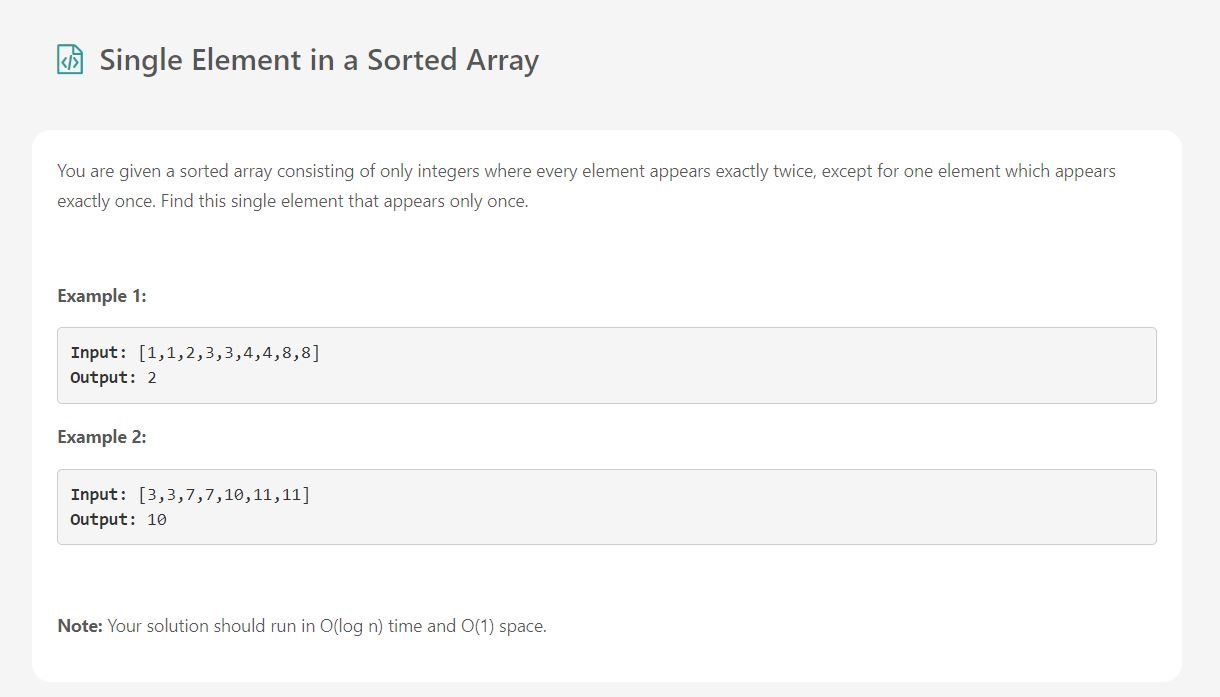 Single Element in a Sorted Array
You are given a sorted array consisting of only integers where every element appears exactly twice, except for one element which appears
exactly once. Find this single element that appears only once.
Example 1:
Input: [1,1,2,3,3,4,4,8,8]
Output: 2
Example 2:
Input: [3,3,7,7,10,11,11]
Output: 10
Note: Your solution should run in O(log n) time and O(1) space.